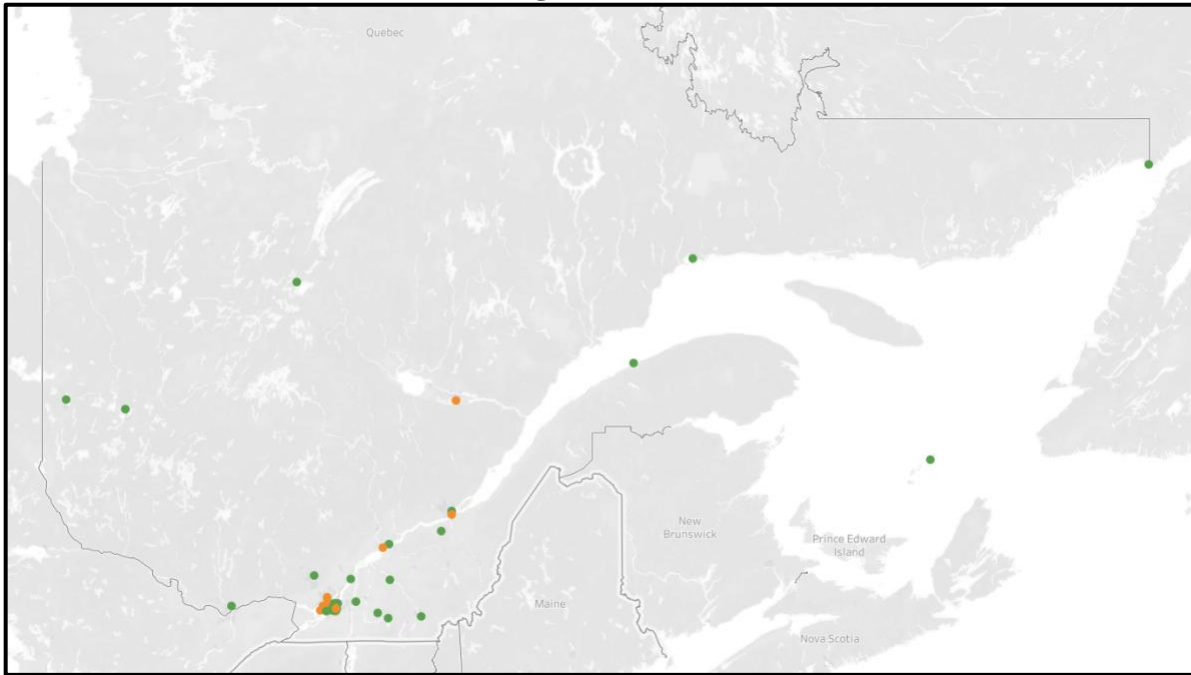 Quebec
New
Brunswick
Prince Edward
Island
Maine
Nova Scotia